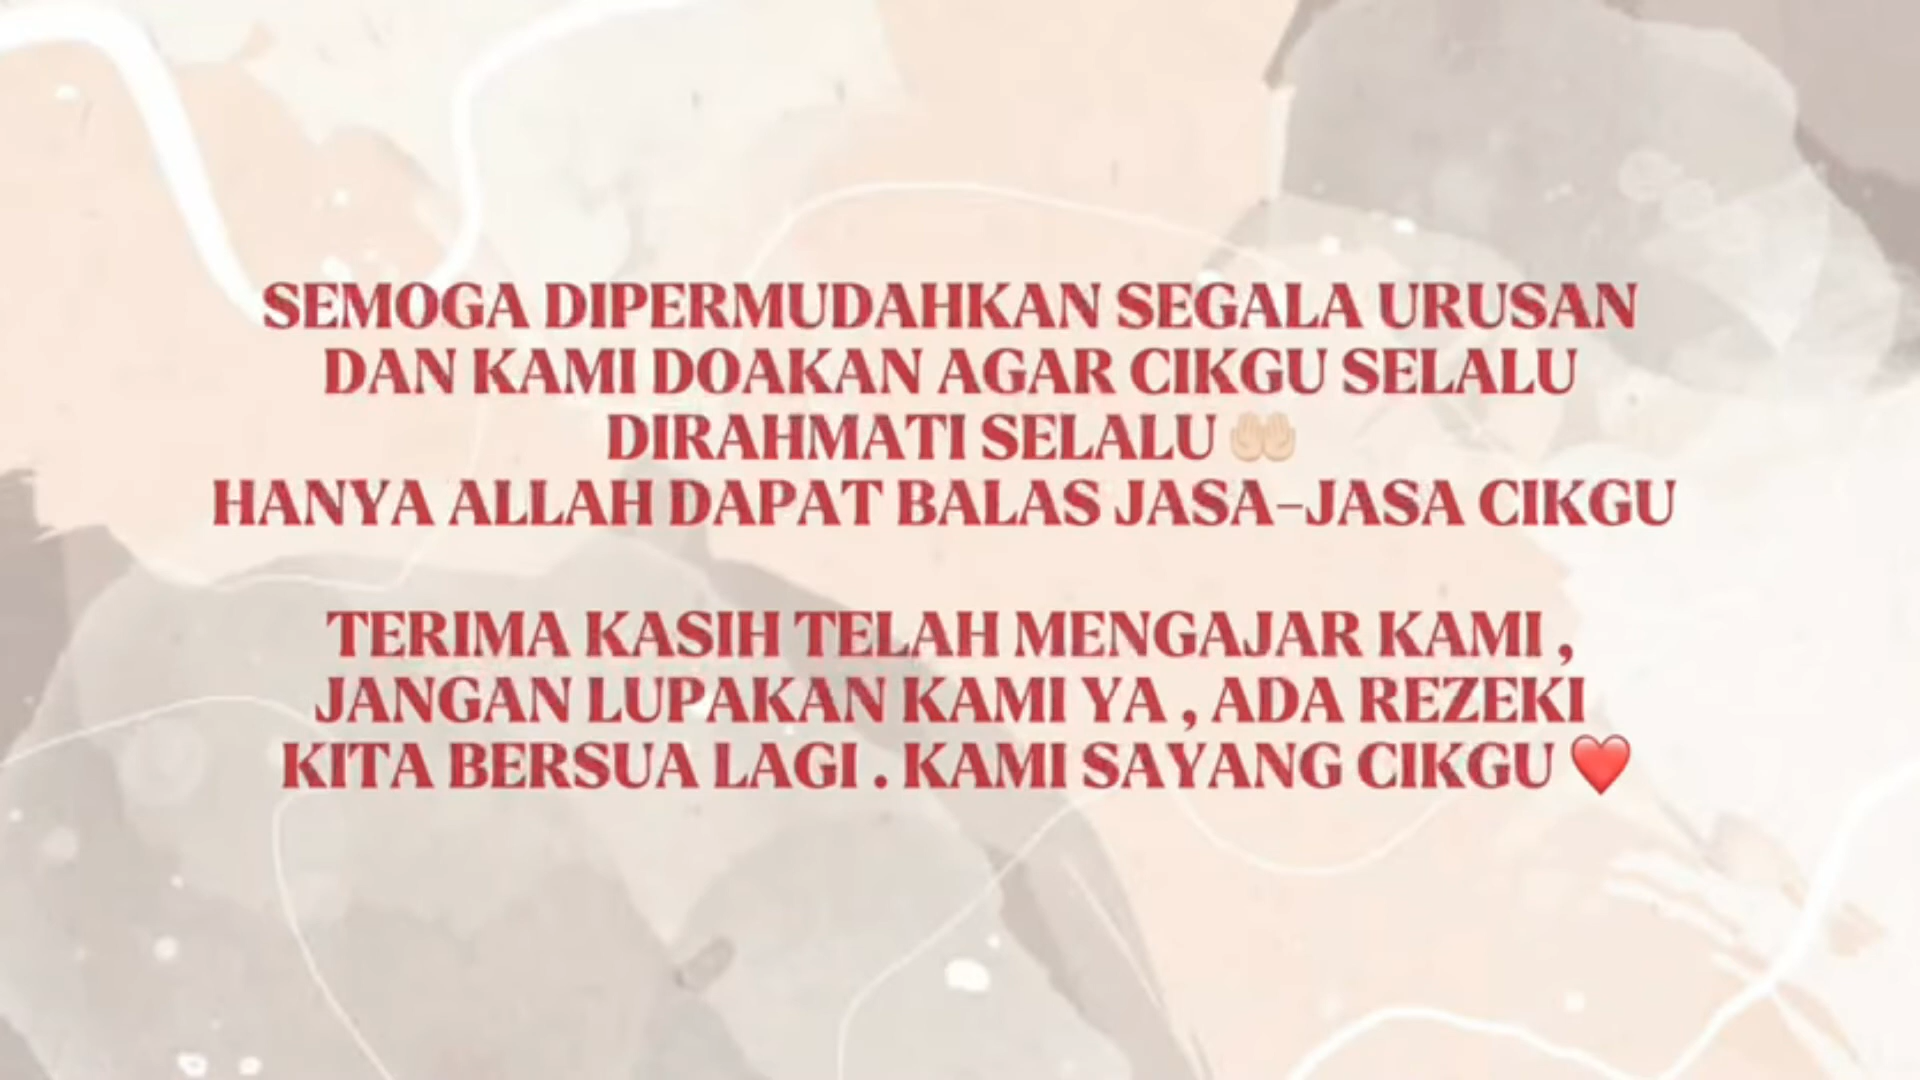 SEMOGA DIPERMUDAHKAN SEGALA URUSAN
DAN KAMI DOAKAN AGAR CIKGU SELALU
DIRAHMATI SELALU 🤲🏻
HANYA ALLAH DAPAT BALAS JASA-JASA CIKGU
TERIMA KASIH TELAH MENGAJAR KAMI ,
JANGAN LUPAKAN KAMI YA , ADA REZEKI
KITA BERSUA LAGI . KAMI SAYANG CIKGU ❤️